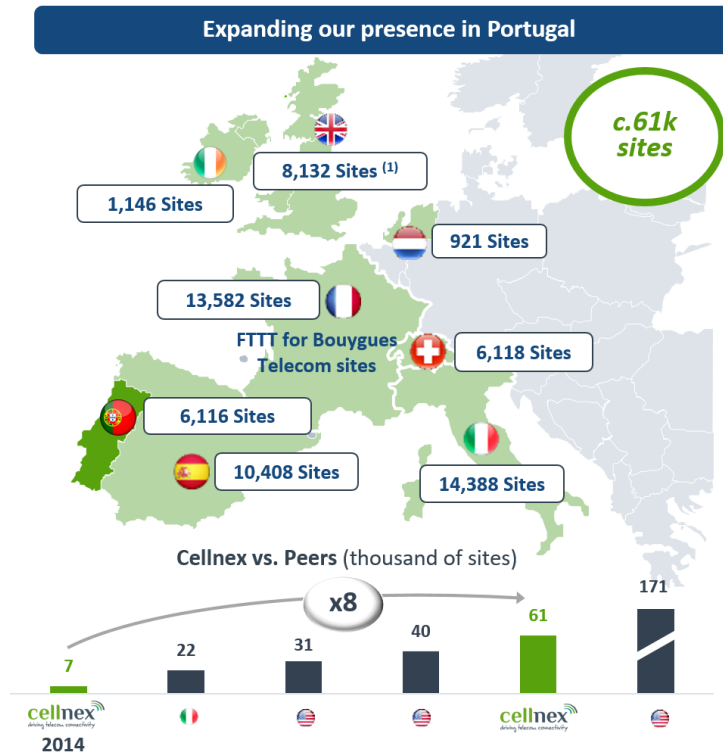 Expanding our presence in Portugal
c.61k
sites
8,132 Sites (1)
1,146 Sites
921 Sites
13,582 Sites
FTTT for Bouygues
Telecom sites
6,118 Sites
6,116 Sites
10,408 Sites
14,388 Sites
Cellnex vs. Peers (thousand of sites)
x8
7
22
31
40
61
171
cellnex
driving telecom connectivity
2014
cellnex
driving telecom connectivity